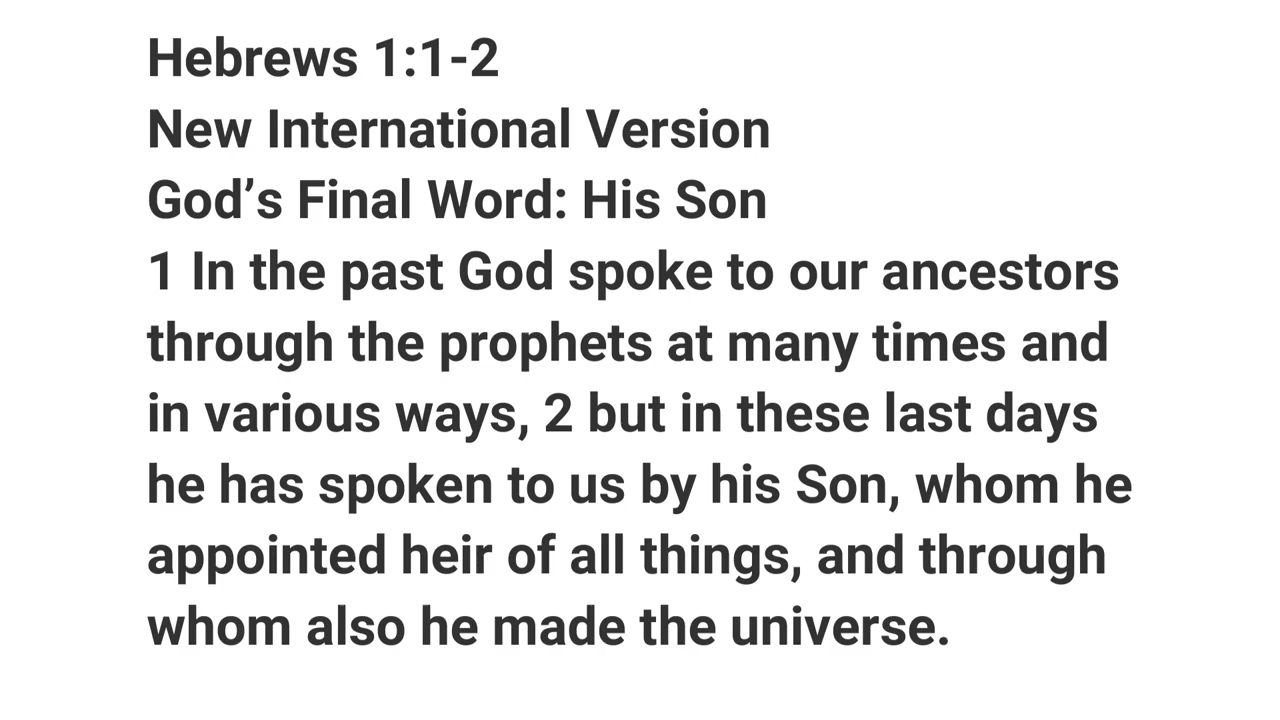 Hebrews 1:1-2
New International Version
God’s Final Word: His Son
1 In the past God spoke to our ancestors
through the prophets at many times and
in various ways, 2 but in these last days
he has spoken to us by his Son, whom he
appointed heir of all things, and through
whom also he made the universe.